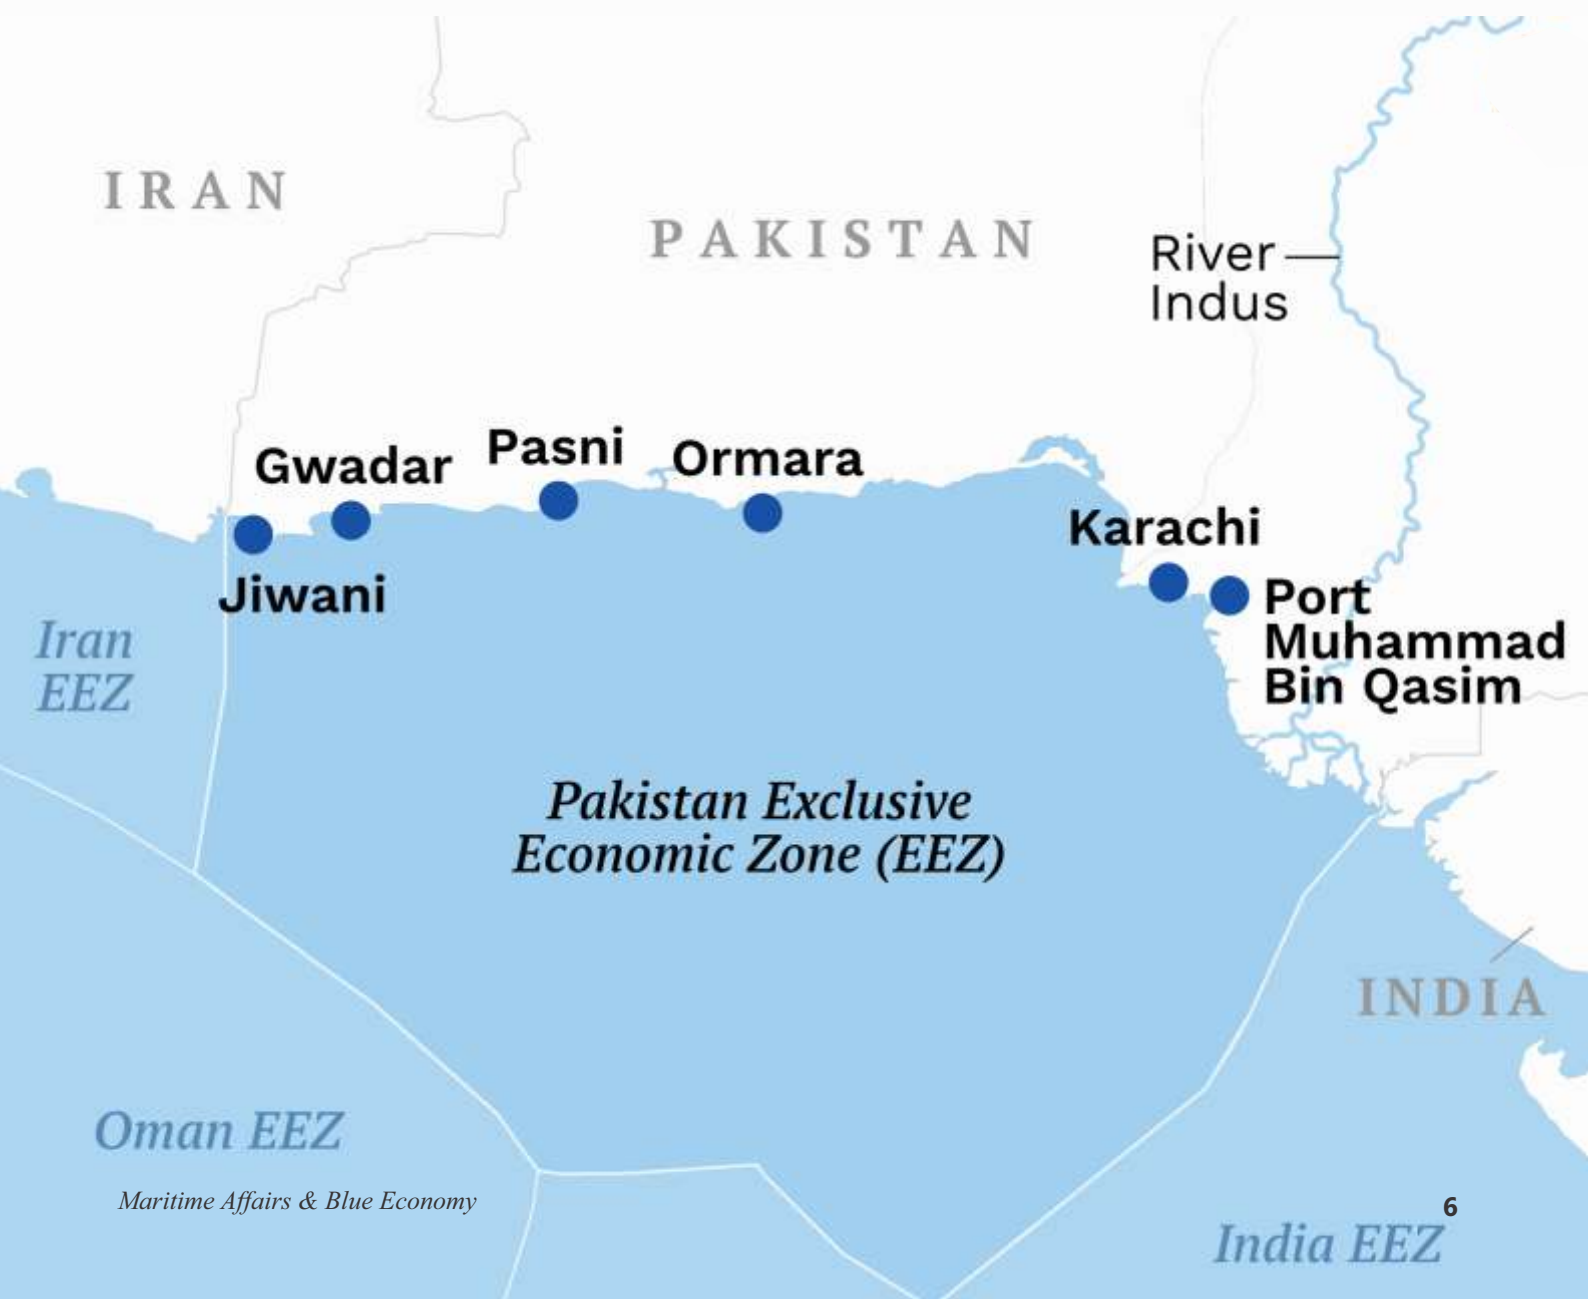 IRAN
PAKISTAN
River
Indus
Gwadar
Pasni
Ormara
Karachi
Jiwani
Port
Muhammad
Bin Qasim
Iran
EEZ
Pakistan Exclusive
Economic Zone (EEZ)
INDIA
Oman EEZ
Maritime Affairs & Blue Economy
6
India EEZ